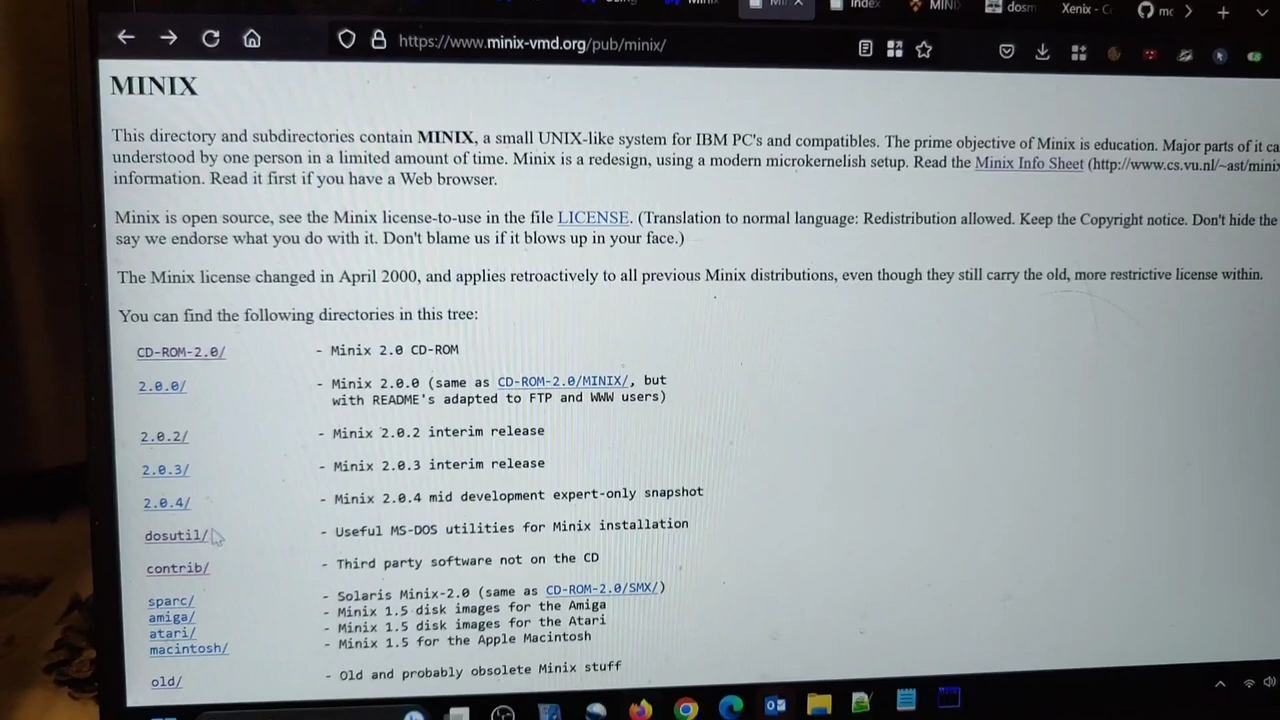 Index
MINI
dosm
Xenix - C
https://www.minix-vmd.org/pub/minix/
MINIX
This directory and subdirectories contain MINIX, a small UNIX-like system for IBM PC's and compatibles. The prime objective of Minix is education. Major parts of it ca
understood by one person in a limited amount of time. Minix is a redesign, using a modern microkernelish setup. Read the Minix Info Sheet (http://www.cs.vu.nl/~ast/minix
information. Read it first if you have a Web browser.
Minix is open source, see the Minix license-to-use in the file LICENSE. (Translation to normal language: Redistribution allowed. Keep the Copyright notice. Don't hide the
say we endorse what you do with it. Don't blame us if it blows up in your face.)
The Minix license changed in April 2000, and applies retroactively to all previous Minix distributions, even though they still carry the old, more restrictive license within.
You can find the following directories in this tree:
CD-ROM-2.0/ - Minix 2.0 CD-ROM
2.0.0/ - Minix 2.0.0 (same as CD-ROM-2.0/MINIX/, but
with README's adapted to FTP and WWW users)
2.0.2/ - Minix 2.0.2 interim release
2.0.3/ - Minix 2.0.3 interim release
2.0.4/ - Minix 2.0.4 mid development expert-only snapshot
dosutil/ - Useful MS-DOS utilities for Minix installation
contrib/ - Third party software not on the CD
sparc/ - Solaris Minix-2.0 (same as CD-ROM-2.0/SMX/)
amiga/ - Minix 1.5 disk images for the Amiga
atari/ - Minix 1.5 disk images for the Atari
macintosh/ - Minix 1.5 for the Apple Macintosh
old/ - Old and probably obsolete Minix stuff